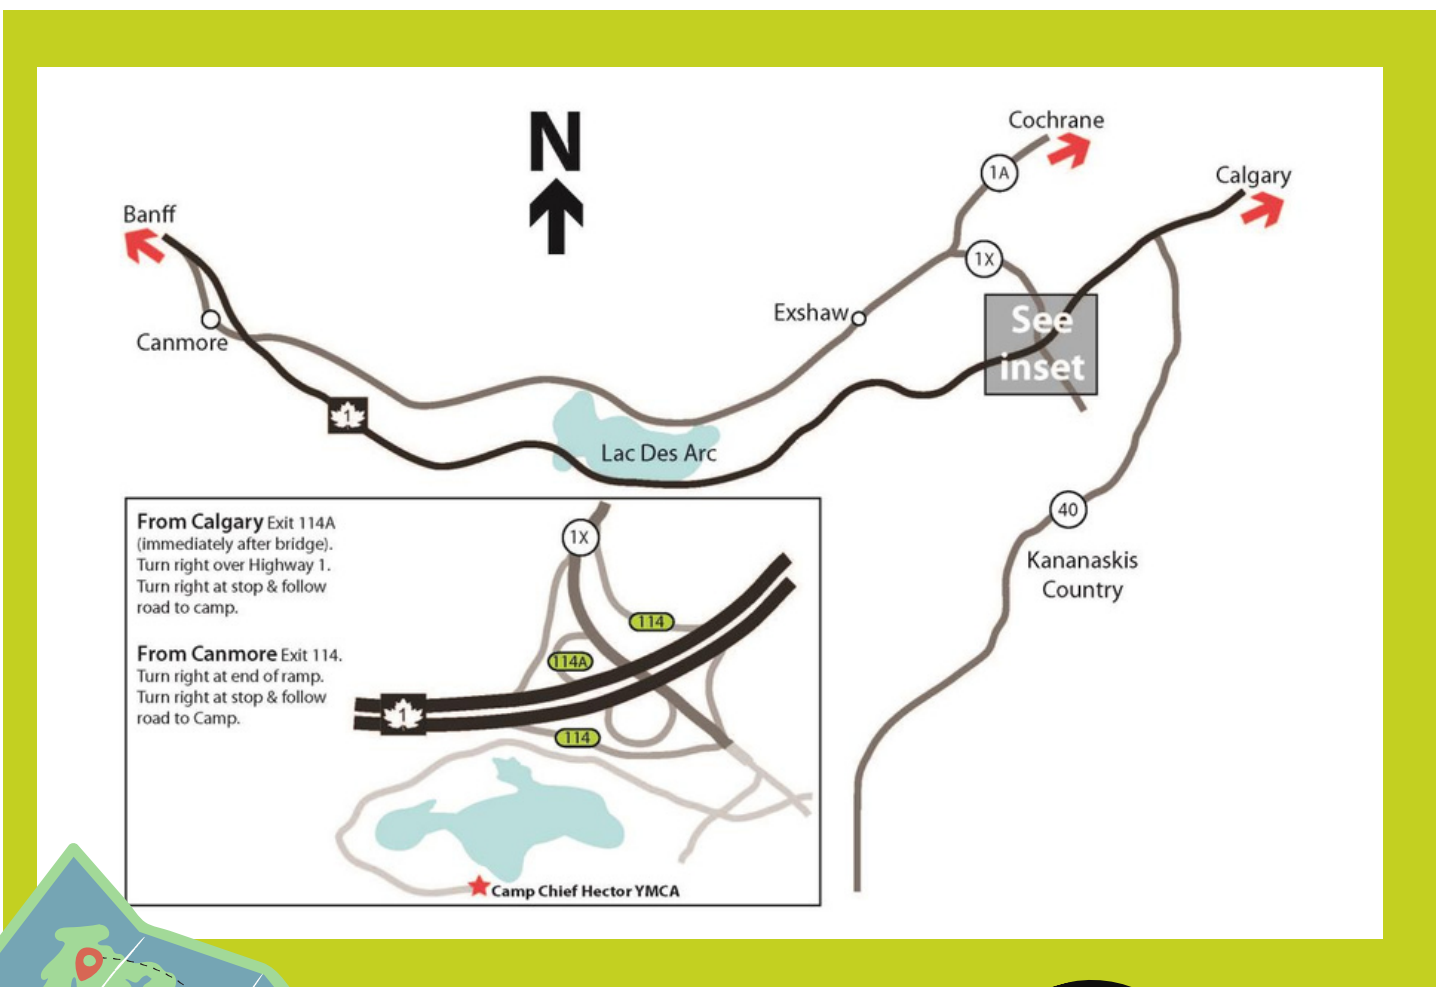 N
Cochrane
1A
Calgary
Banff
1X
Exshaw
See
inset
Canmore
1
Lac Des Arc
40
Kananaskis
Country
From Calgary Exit 114A
(immediately after bridge).
Turn right over Highway 1.
Turn right at stop & follow
road to camp.
From Canmore Exit 114.
Turn right at end of ramp.
Turn right at stop & follow
road to Camp.
1X
114
114A
1
114
Camp Chief Hector YMCA